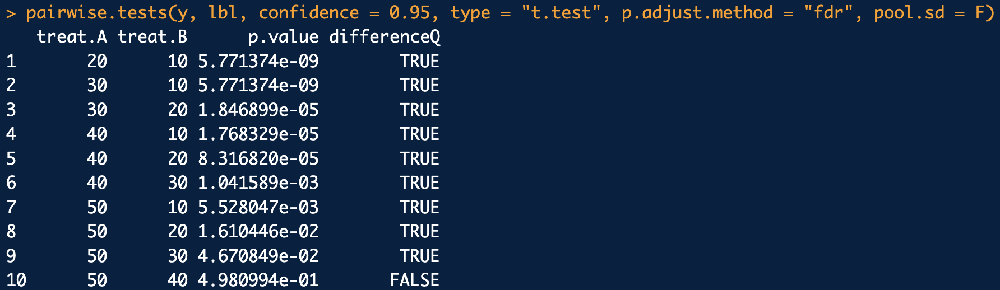 > pairwise.tests(y, lbl, confidence = 0.95, type = "t.test", p.adjust.method = "fdr", pool.sd = F)
   treat.A treat.B      p.value differenceQ
1       20      10 5.771374e-09        TRUE
2       30      10 5.771374e-09        TRUE
3       30      20 1.846899e-05        TRUE
4       40      10 1.768329e-05        TRUE
5       40      20 8.316820e-05        TRUE
6       40      30 1.041589e-03        TRUE
7       50      10 5.528047e-03        TRUE
8       50      20 1.610446e-02        TRUE
9       50      30 4.670849e-02        TRUE
10      50      40 4.980994e-01       FALSE